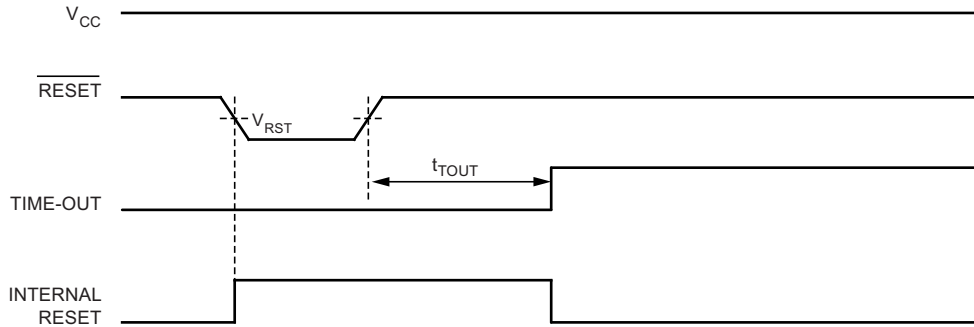 VCC
RESET
VRST
tTOUT
TIME-OUT
INTERNAL
RESET